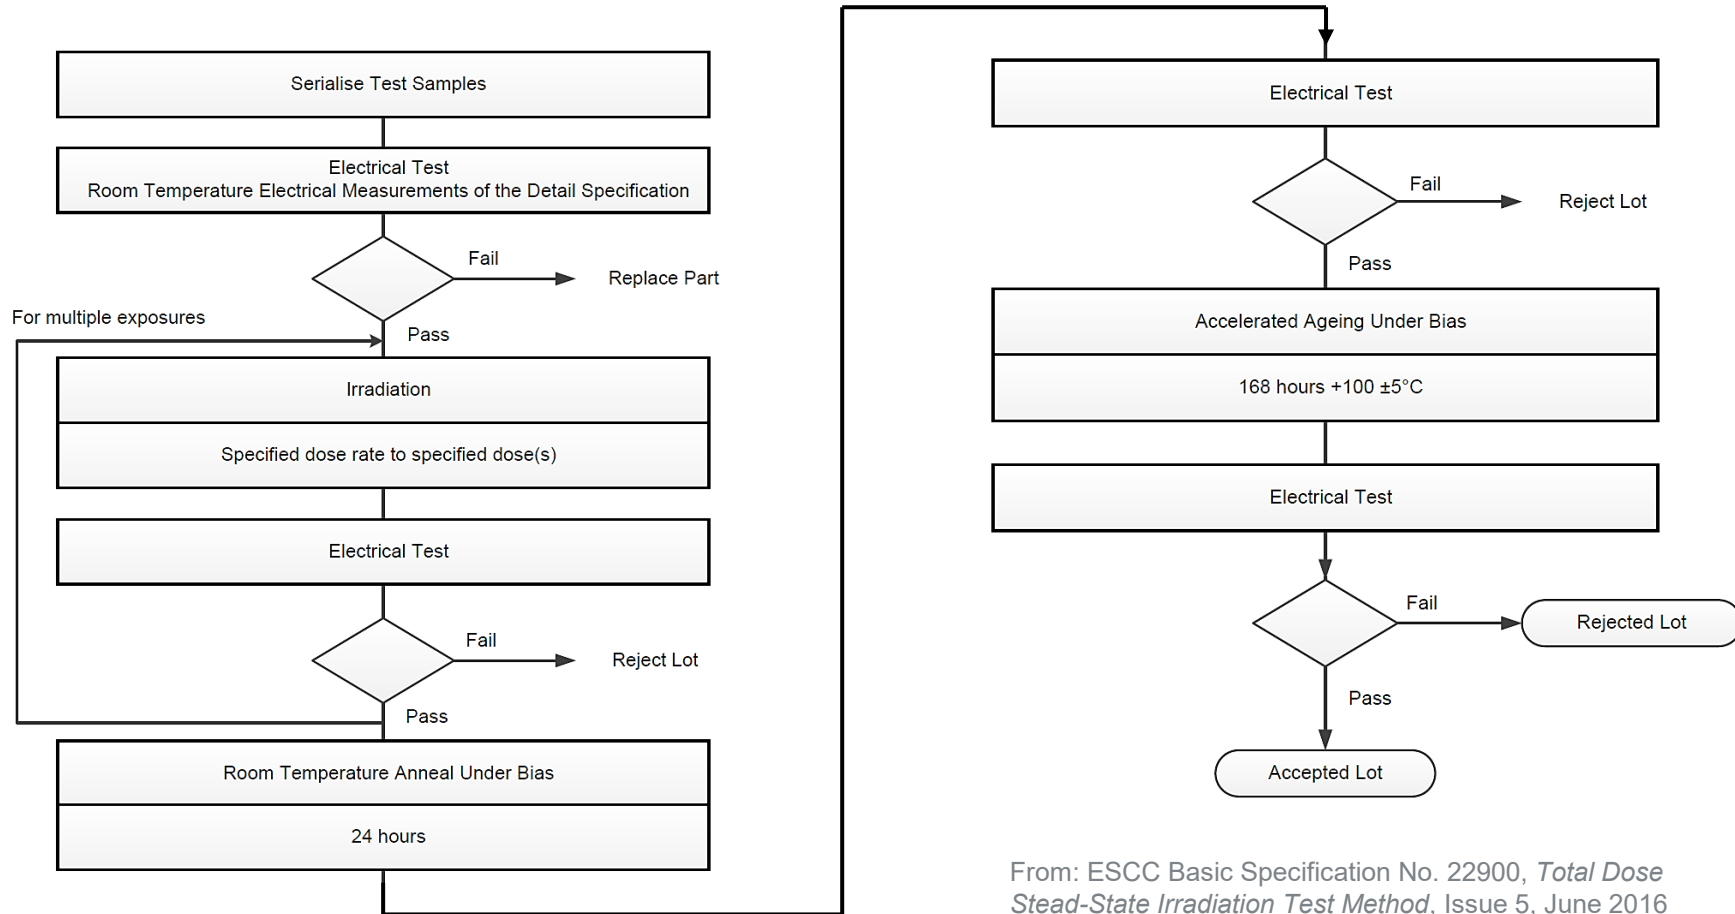 Serialise Test Samples
Electrical Test
Room Temperature Electrical Measurements of the Detail Specification
Fail
Replace Part
For multiple exposures
Pass
Irradiation
Specified dose rate to specified dose(s)
Electrical Test
Fail
Reject Lot
Pass
Room Temperature Anneal Under Bias
24 hours
Electrical Test
Fail
Reject Lot
Pass
Accelerated Ageing Under Bias
168 hours +100 ±5°C
Electrical Test
Fail
Rejected Lot
Pass
Accepted Lot
From: ESCC Basic Specification No. 22900, Total Dose
Stead-State Irradiation Test Method, Issue 5, June 2016